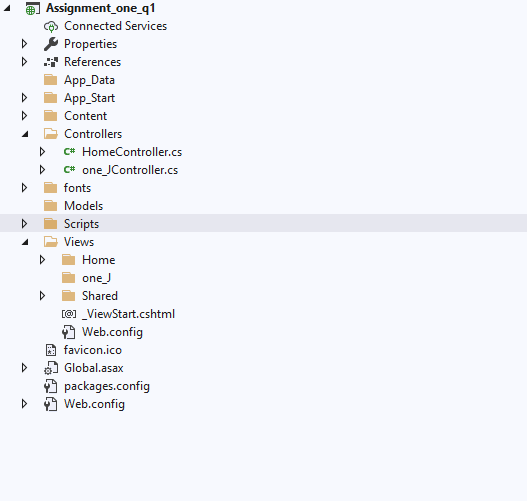 Assignment_one_q1
Connected Services
Properties
References
App_Data
App_Start
Content
Controllers
C# HomeController.cs
C# one_JController.cs
fonts
Models
Scripts
Views
Home
one_J
Shared
[@] _ViewStart.cshtml
Web.config
favicon.ico
Global.asax
packages.config
Web.config